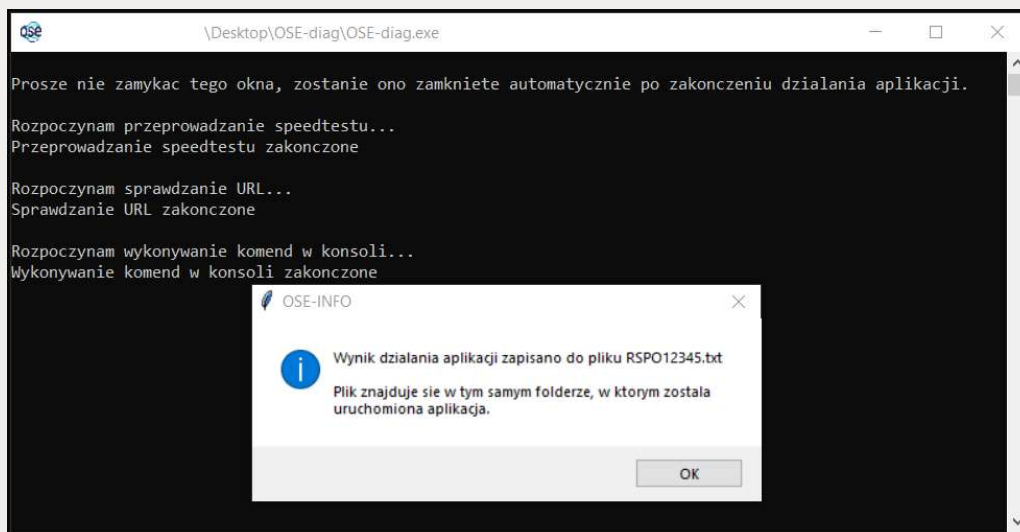 ose
\Desktop\OSE-diag\OSE-diag.exe
Prosze nie zamykac tego okna, zostanie ono zamkniete automatycznie po zakonczeniu dzialania aplikacji.
Rozpoczynam przeprowadzanie speedtestu...
Przeprowadzanie speedtestu zakonczone
Rozpoczynam sprawdzanie URL...
Sprawdzanie URL zakonczone
Rozpoczynam wykonywanie komend w konsoli...
Wykonywanie komend w konsoli zakonczone
OSE-INFO
Wynik dzialania aplikacji zapisano do pliku RSPO12345.txt
Plik znajduje sie w tym samym folderze, w ktorym zostala
uruchomiona aplikacja.
OK